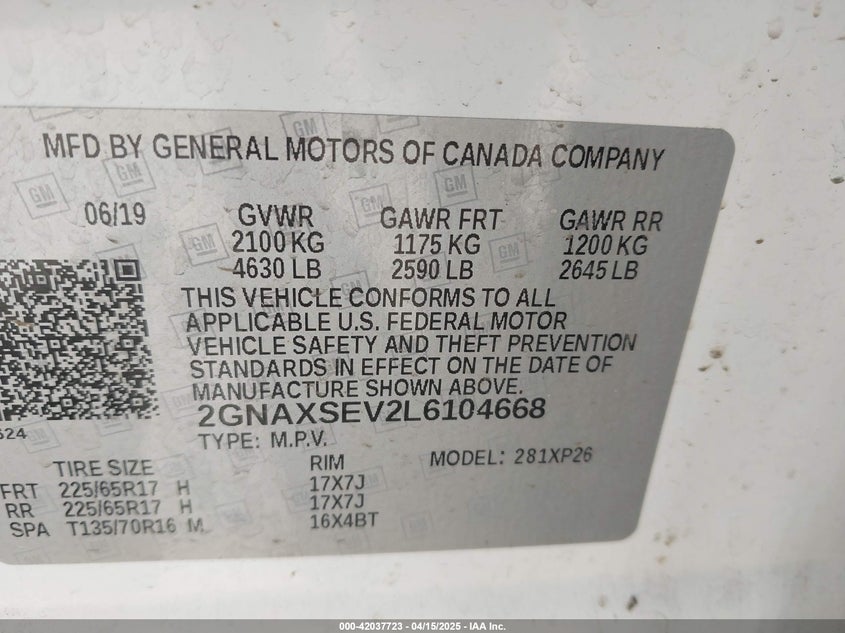 MFD BY GENERAL MOTORS OF CANADA COMPANY
06/19 GVWR GAWR FRT GAWR RR
2100 KG 1175 KG 1200 KG
4630 LB 2590 LB 2645 LB
THIS VEHICLE CONFORMS TO ALL
APPLICABLE U.S. FEDERAL MOTOR
VEHICLE SAFETY AND THEFT PREVENTION
STANDARDS IN EFFECT ON THE DATE OF
MANUFACTURE SHOWN ABOVE.
2GNAXSEV2L6104668
TYPE: M.P.V.
TIRE SIZE RIM MODEL: 281XP26
FRT 225/65R17 H 17X7J
RR 225/65R17 H 17X7J
SPA T135/70R16 M 16X4BT
GM
000-42037723 - 04/15/2025 - IAA Inc.